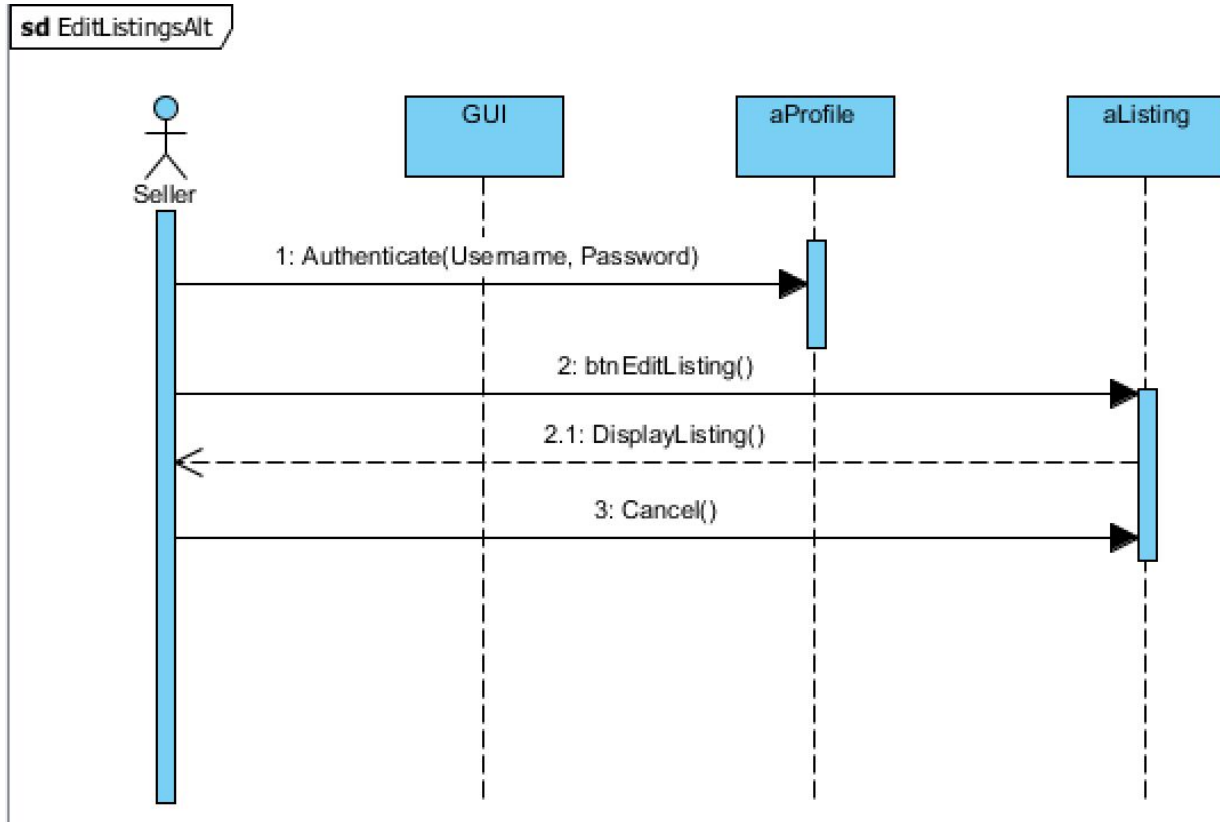 sd EditListingsAlt
GUI
aProfile
aListing
Seller
1: Authenticate(Username, Password)
2: btnEditListing()
2.1: DisplayListing()
3: Cancel()